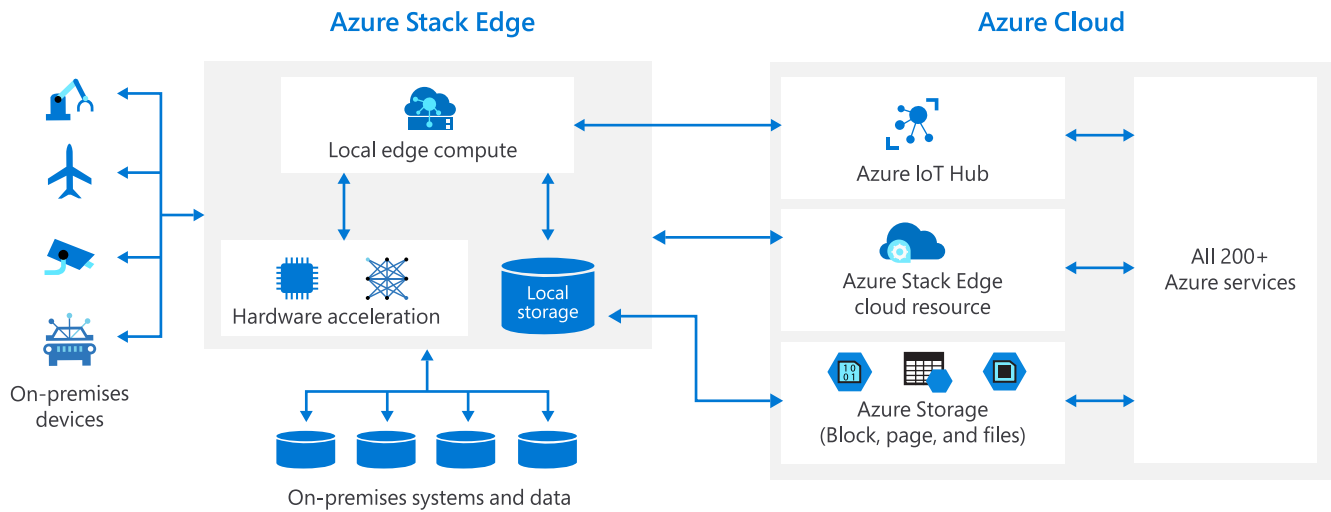 Azure Stack Edge
Azure Cloud
Local edge compute
Azure IoT Hub
Hardware acceleration
Local
storage
Azure Stack Edge
cloud resource
All 200+
Azure services
10
01
Azure Storage
(Block, page, and files)
On-premises
devices
On-premises systems and data